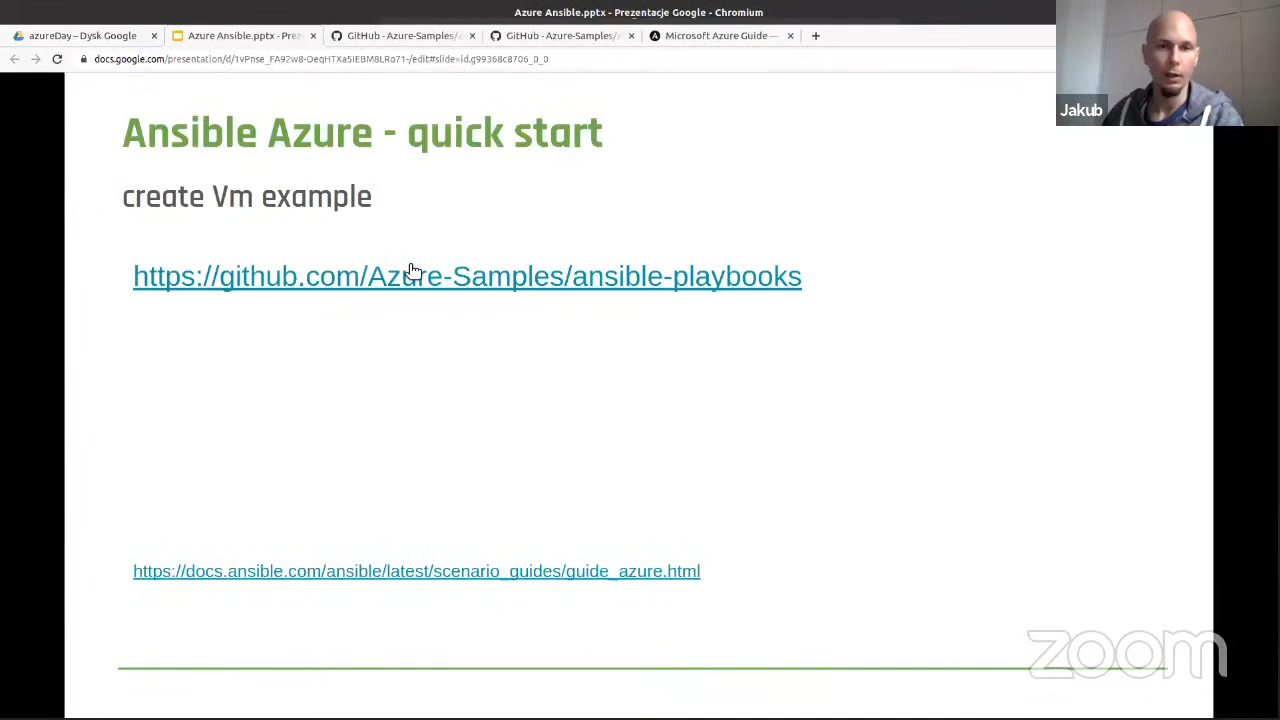 Azure Ansible.pptx - Prezentacje Google - Chromium
azureDay – Dysk Google
Azure Ansible.pptx - Prez
GitHub - Azure-Samples/
GitHub - Azure-Samples/
Microsoft Azure Guide —
docs.google.com/presentation/d/1vPnse_FA92w8-OeqHTXa5IEBM8LRo71-/edit#slide=id.g99368c8706_0_0
Jakub
Ansible Azure - quick start
create Vm example
https://github.com/Azure-Samples/ansible-playbooks
https://docs.ansible.com/ansible/latest/scenario_guides/guide_azure.html
zoom